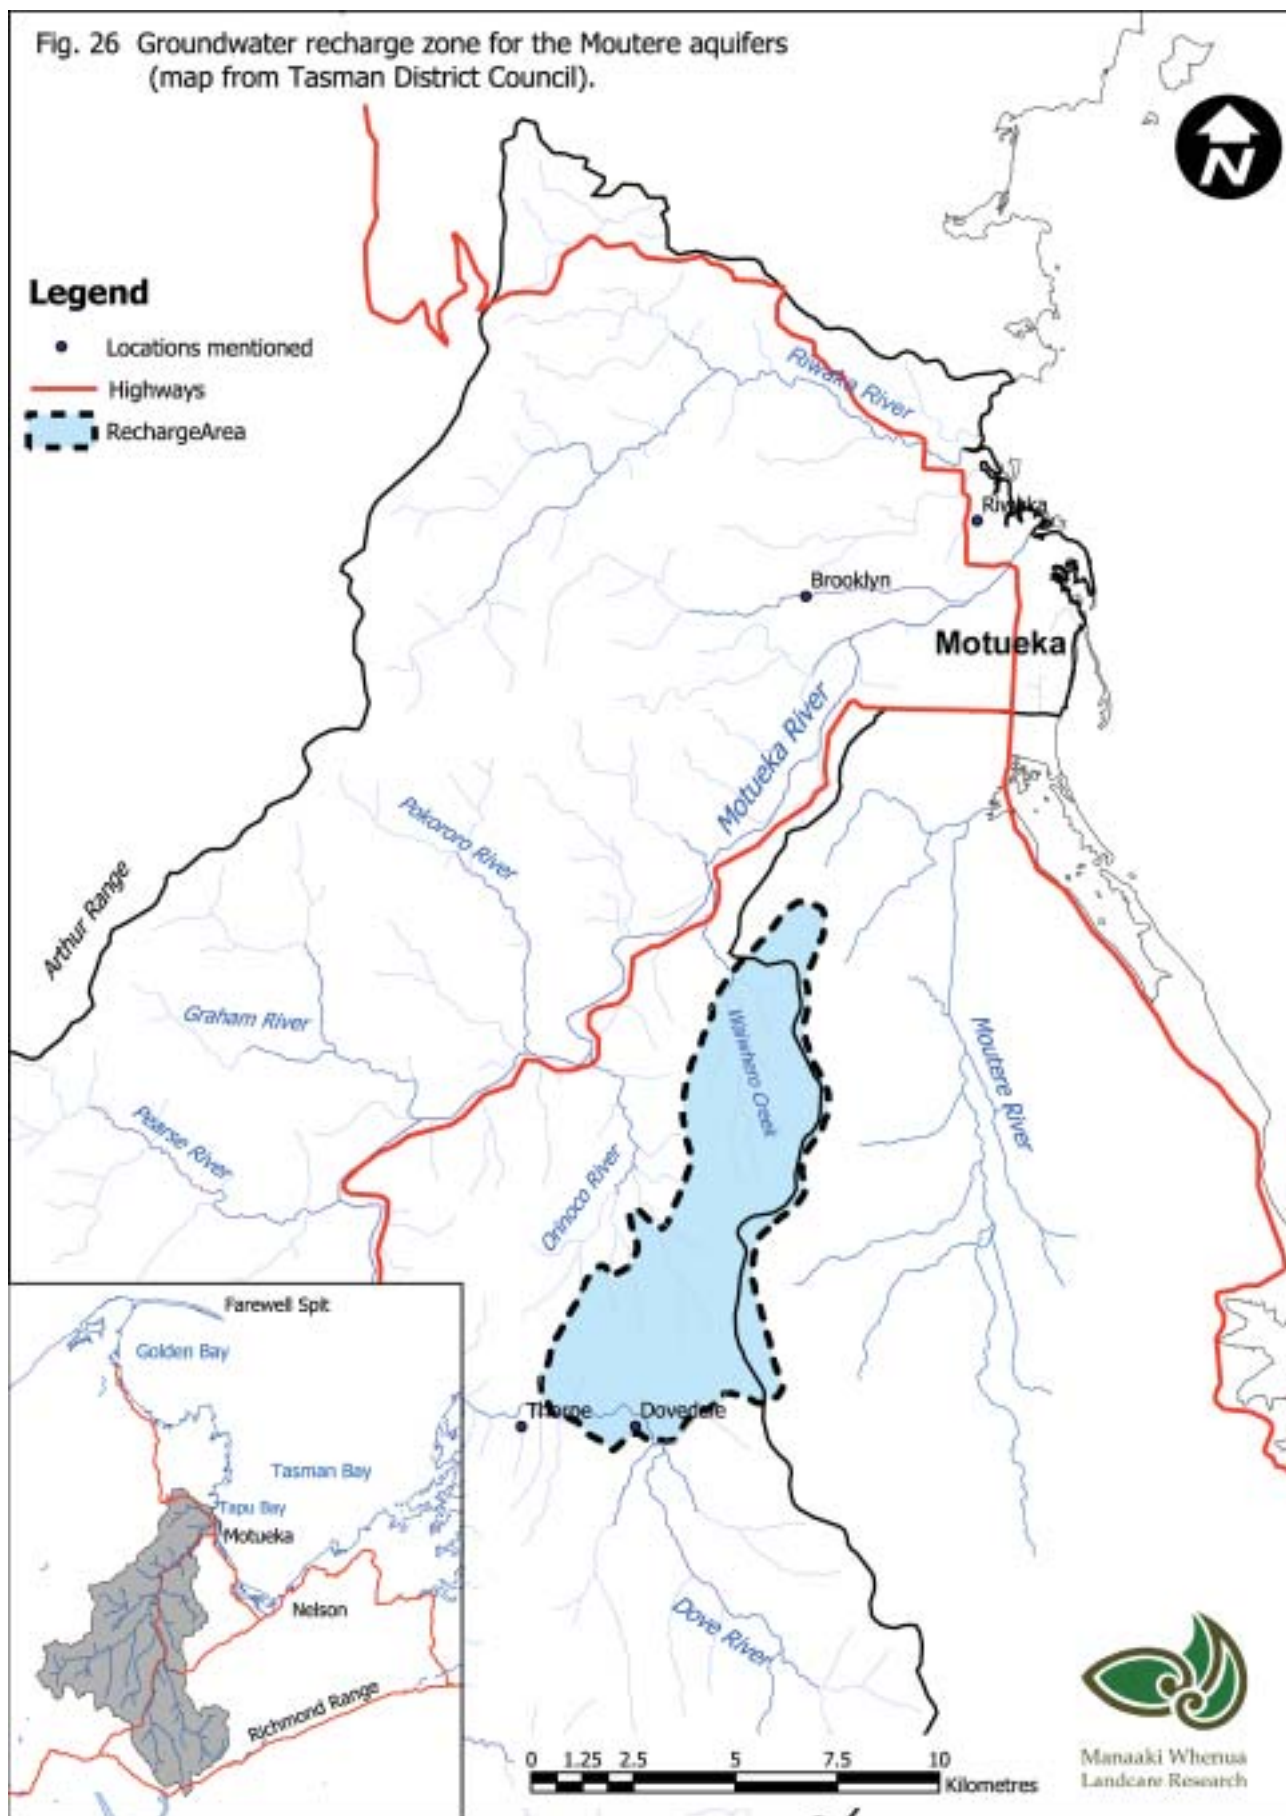 Fig. 26 Groundwater recharge zone for the Moutere aquifers
(map from Tasman District Council).
N
Legend
Locations mentioned
Highways
RechargeArea
Riwaka River
Riwaka
Brooklyn
Motueka
Motueka River
Pokororo River
Arthur Range
Graham River
Waiwhero Creek
Moutere River
Pearse River
Orinoco River
Thorpe
Dovedale
Dove River
Farewell Spit
Golden Bay
Tasman Bay
Tapu Bay
Motueka
Nelson
Richmond Range
0 1.25 2.5 5 7.5 10
Kilometres
Manaaki Whenua
Landcare Research